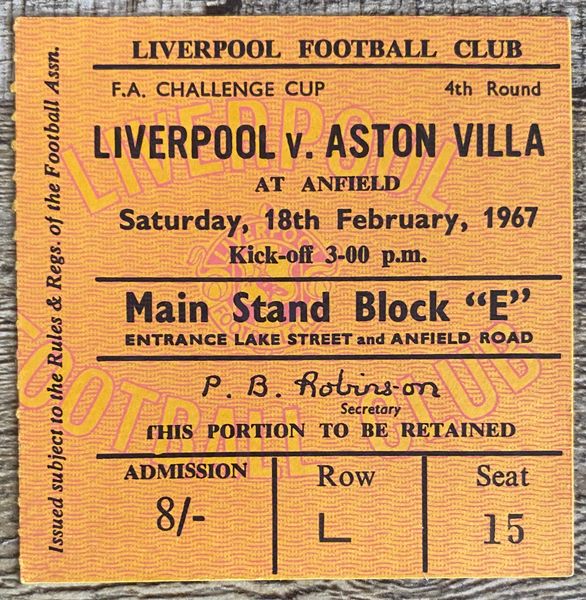 LIVERPOOL FOOTBALL CLUB
F.A. CHALLENGE CUP 4th Round
LIVERPOOL v. ASTON VILLA
AT ANFIELD
Saturday, 18th February, 1967
Kick-off 3-00 p.m.
Main Stand Block “E”
ENTRANCE LAKE STREET and ANFIELD ROAD
P. B. Robinson
Secretary
THIS PORTION TO BE RETAINED
ADMISSION Row Seat
8/- L 15
Issued subject to the Rules & Regs. of the Football Assn.
LIVERPOOL
FOOTBALL CLUB